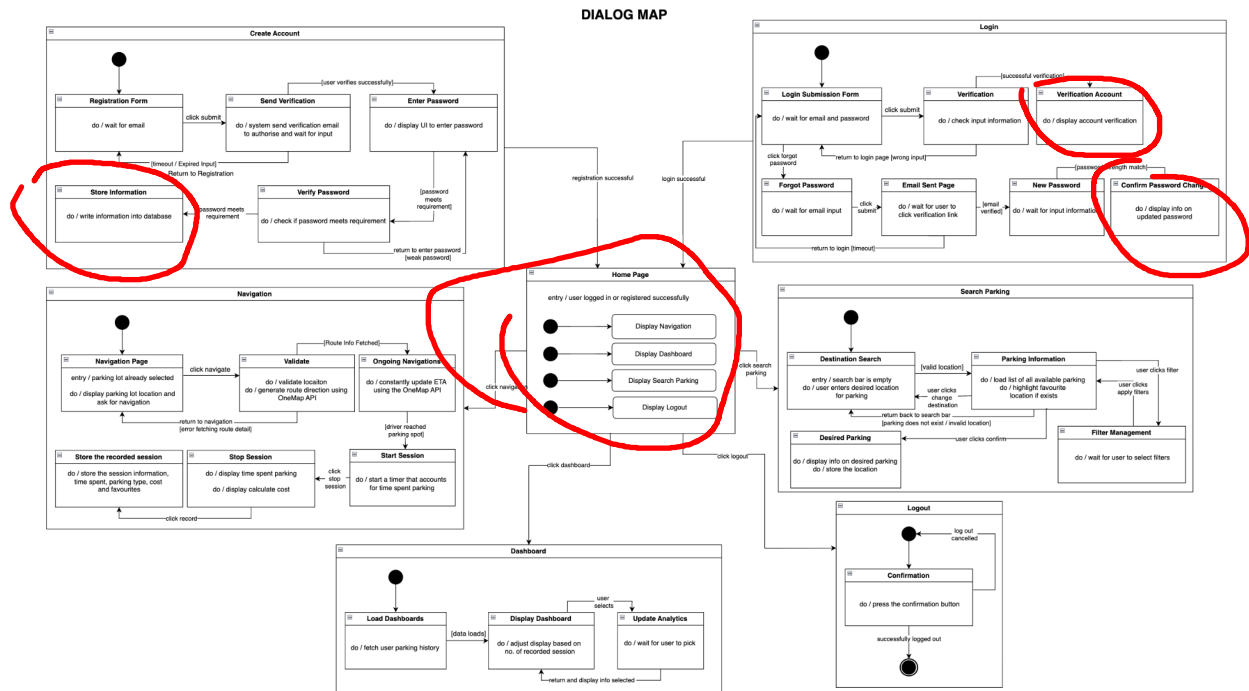 DIALOG MAP
Create Account
[user verifies successfully]
Registration Form
do / wait for email
click submit
Send Verification
do / system send verification email
to authorise and wait for input
Enter Password
do / display UI to enter password
[timeout / Expired Input]
Return to Registration
Store Information
do / write information into database
password meets
requirement
Verify Password
do / check if password meets requirement
[password
meets
requirement]
return to enter password
[weak password]
registration successful
login successful
Login
[successful verification]
Login Submission Form
do / wait for email and password
click submit
Verification
do / check input information
Verification Account
do / display account verification
click forgot
password
return to login page [wrong input]
[password strength match]
Forgot Password
do / wait for email input
click
submit
Email Sent Page
do / wait for user to
click verification link
[email
verified]
New Password
do / wait for input information
Confirm Password Change
do / display info on
updated password
return to login [timeout]
Home Page
entry / user logged in or registered successfully
Display Navigation
Display Dashboard
Display Search Parking
Display Logout
click navigation
click search
parking
click dashboard
click logout
Navigation
[Route Info Fetched]
Navigation Page
entry / parking lot already selected
do / display parking lot location and
ask for navigation
click navigate
Validate
do / validate locaiton
do / generate route direction using
OneMap API
Ongoing Navigations
do / constantly update ETA
using the OneMap API
return to navigation
[error fetching route detail]
[driver reached
parking spot]
Store the recorded session
do / store the session information,
time spent, parking type, cost
and favourites
Stop Session
do / display time spent parking
do / display calculate cost
click
stop
session
Start Session
do / start a timer that accounts
for time spent parking
click record
Search Parking
Destination Search
entry / search bar is empty
do / user enters desired location
for parking
[valid location]
user clicks
change
destination
Parking Information
do / load list of all available parking
do / highlight favourite
location if exists
user clicks filter
user clicks
apply filters
return back to search bar
[parking does not exist / invalid location]
Desired Parking
do / display info on desired parking
do / store the location
user clicks confirm
Filter Management
do / wait for user to select filters
Logout
log out
cancelled
Confirmation
do / press the confirmation button
successfully logged out
Dashboard
user
selects
Load Dashboards
do / fetch user parking history
[data loads]
Display Dashboard
do / adjust display based on
no. of recorded session
Update Analytics
do / wait for user to pick
return and display info selected